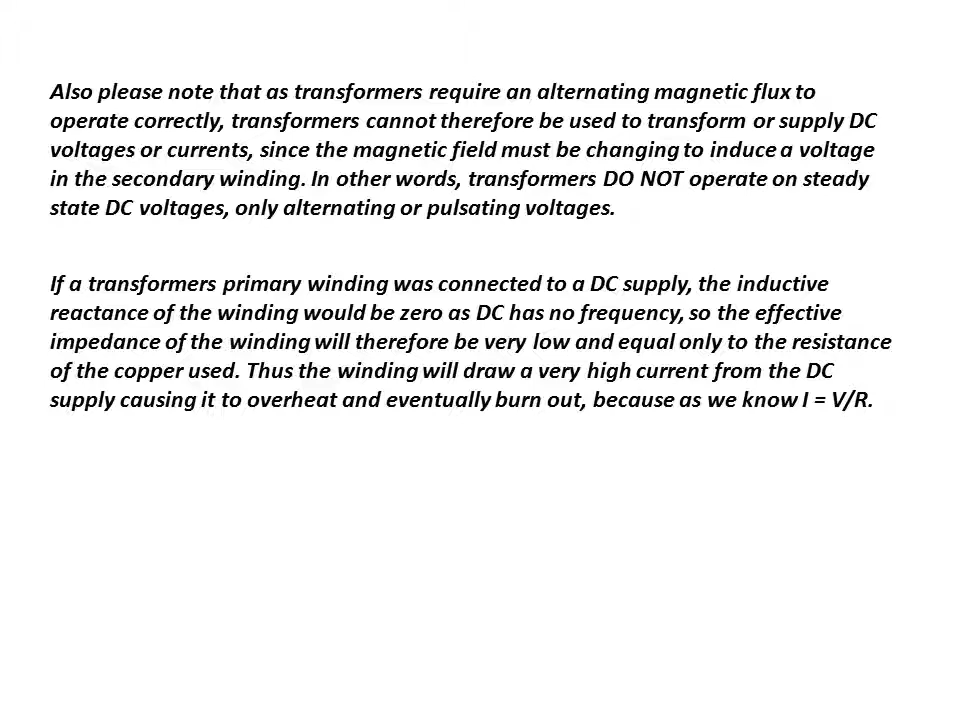 Also please note that as transformers require an alternating magnetic flux to
operate correctly, transformers cannot therefore be used to transform or supply DC
voltages or currents, since the magnetic field must be changing to induce a voltage
in the secondary winding. In other words, transformers DO NOT operate on steady
state DC voltages, only alternating or pulsating voltages.
If a transformers primary winding was connected to a DC supply, the inductive
reactance of the winding would be zero as DC has no frequency, so the effective
impedance of the winding will therefore be very low and equal only to the resistance
of the copper used. Thus the winding will draw a very high current from the DC
supply causing it to overheat and eventually burn out, because as we know I = V/R.